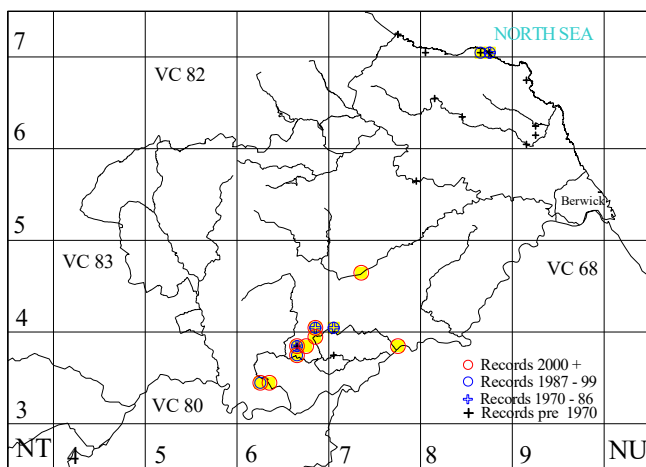 NORTH SEA
7
VC 82
6
Berwick
5
VC 83
VC 68
4
Records 2000 +
Records 1987 - 99
Records 1970 - 86
Records pre 1970
VC 80
3
NT 4 5 6 7 8 9 NU